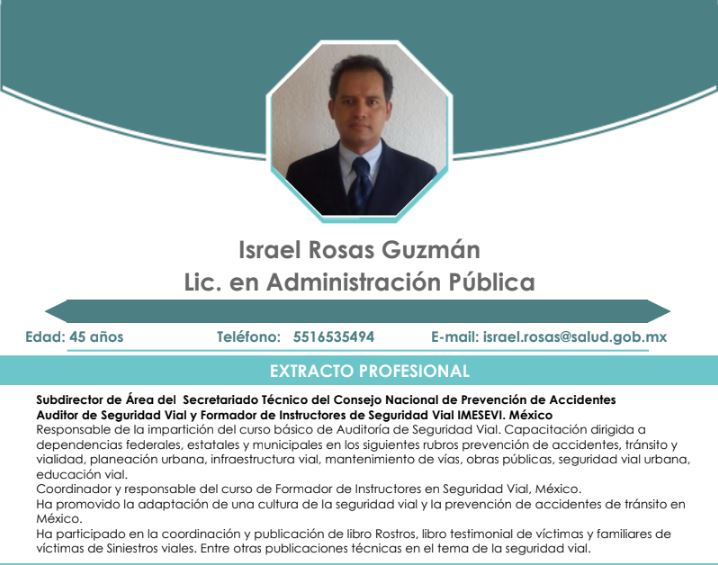 Israel Rosas Guzmán
Lic. en Administración Pública
Edad: 45 años Teléfono: 5516535494 E-mail: israel.rosas@salud.gob.mx
EXTRACTO PROFESIONAL
Subdirector de Área del Secretariado Técnico del Consejo Nacional de Prevención de Accidentes
Auditor de Seguridad Vial y Formador de Instructores de Seguridad Vial IMESEVI. México
Responsable de la impartición del curso básico de Auditoría de Seguridad Vial. Capacitación dirigida a
dependencias federales, estatales y municipales en los siguientes rubros prevención de accidentes, tránsito y
vialidad, planeación urbana, infraestructura vial, mantenimiento de vías, obras públicas, seguridad vial urbana,
educación vial.
Coordinador y responsable del curso de Formador de Instructores en Seguridad Vial, México.
Ha promovido la adaptación de una cultura de la seguridad vial y la prevención de accidentes de tránsito en
México.
Ha participado en la coordinación y publicación de libro Rostros, libro testimonial de víctimas y familiares de
víctimas de Siniestros viales. Entre otras publicaciones técnicas en el tema de la seguridad vial.